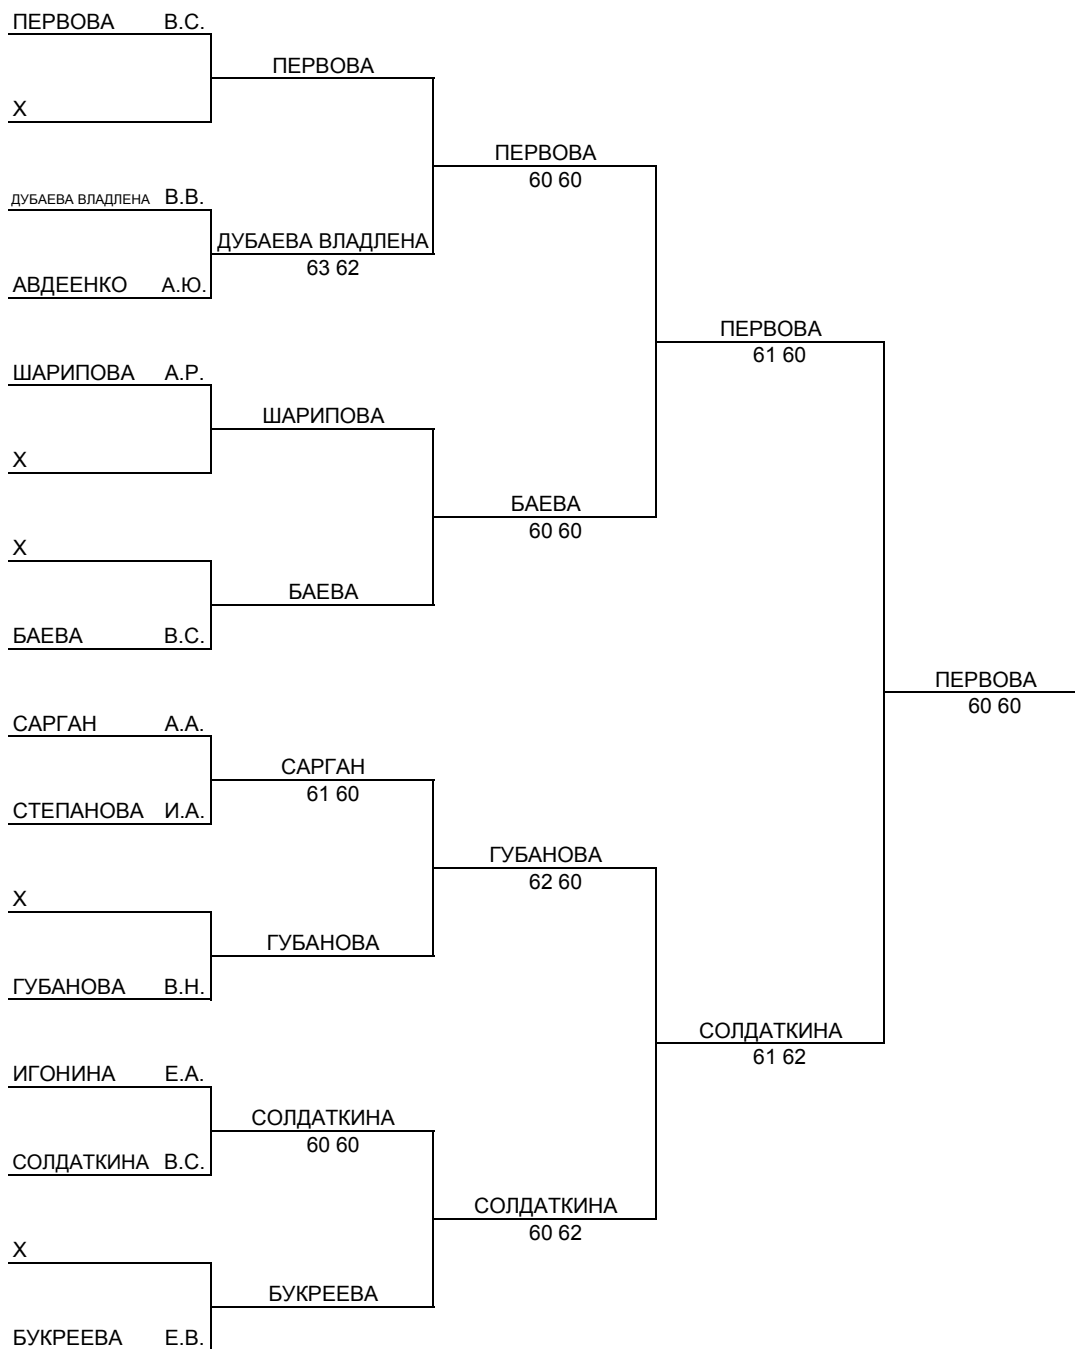 ПЕРВОВА В.С.
ПЕРВОВА
Х
ПЕРВОВА
60 60
ДУБАЕВА ВЛАДЛЕНА В.В.
ДУБАЕВА ВЛАДЛЕНА
63 62
АВДЕЕНКО А.Ю.
ПЕРВОВА
61 60
ШАРИПОВА А.Р.
ШАРИПОВА
Х
БАЕВА
60 60
Х
БАЕВА
БАЕВА В.С.
ПЕРВОВА
60 60
САРГАН А.А.
САРГАН
61 60
СТЕПАНОВА И.А.
ГУБАНОВА
62 60
Х
ГУБАНОВА
ГУБАНОВА В.Н.
СОЛДАТКИНА
61 62
ИГОНИНА Е.А.
СОЛДАТКИНА
60 60
СОЛДАТКИНА В.С.
СОЛДАТКИНА
60 62
Х
БУКРЕЕВА
БУКРЕЕВА Е.В.